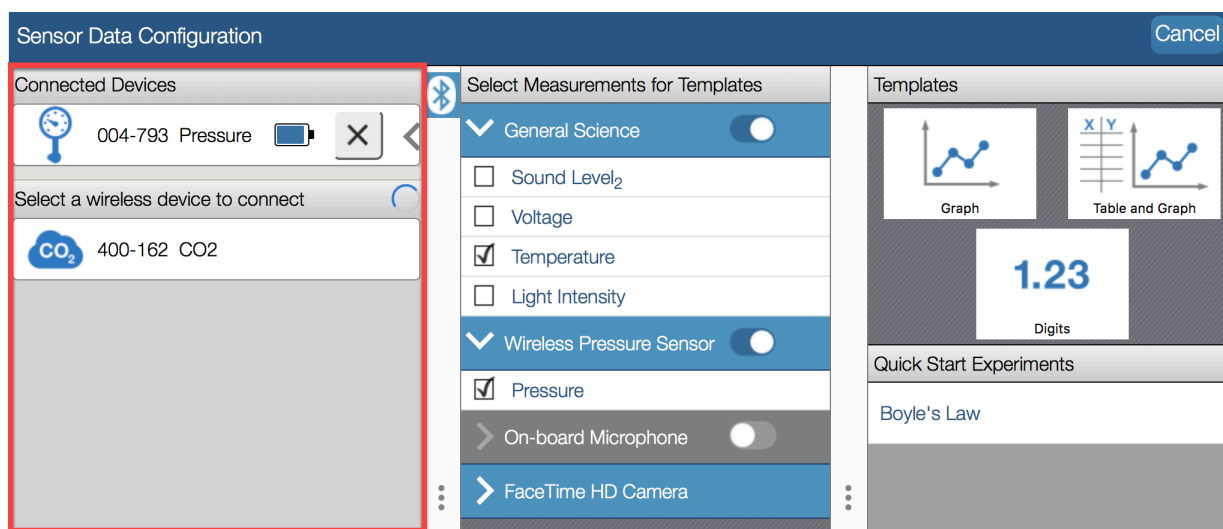 Sensor Data Configuration
Cancel
Connected Devices
004-793 Pressure
Select a wireless device to connect
CO2
400-162 CO2
Select Measurements for Templates
General Science
Sound Level2
Voltage
Temperature
Light Intensity
Wireless Pressure Sensor
Pressure
On-board Microphone
FaceTime HD Camera
Templates
Graph
X Y
Table and Graph
1.23
Digits
Quick Start Experiments
Boyle's Law